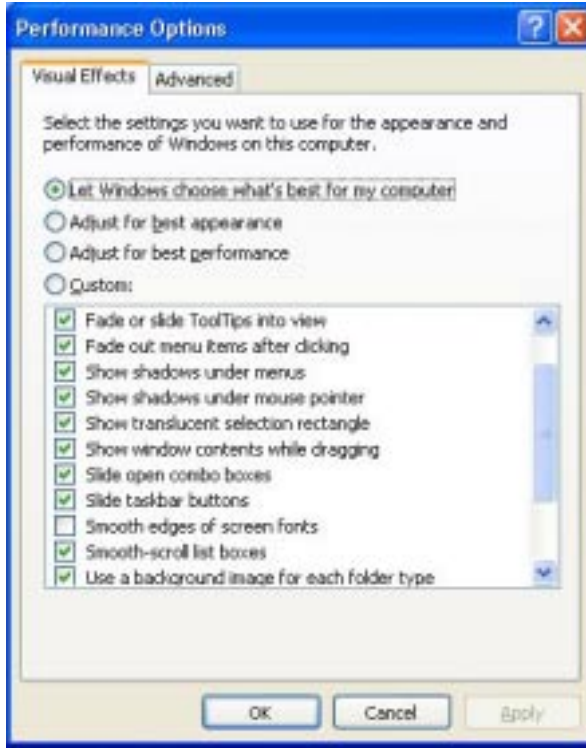 Performance Options
Visual Effects
Advanced
Select the settings you want to use for the appearance and
performance of Windows on this computer.
Let Windows choose what's best for my computer
Adjust for best appearance
Adjust for best performance
Custom:
Fade or slide ToolTips into view
Fade out menu items after clicking
Show shadows under menus
Show shadows under mouse pointer
Show translucent selection rectangle
Show window contents while dragging
Slide open combo boxes
Slide taskbar buttons
Smooth edges of screen fonts
Smooth-scroll list boxes
Use a background image for each folder type
OK
Cancel
Apply